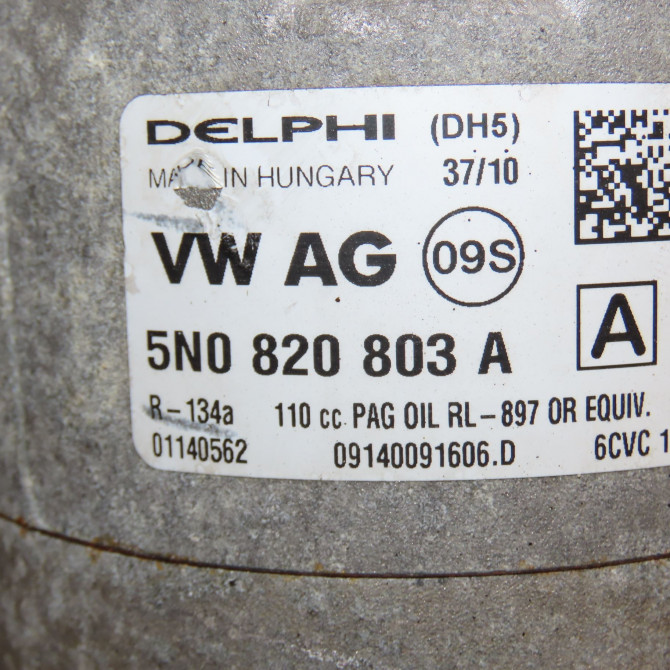 DELPHI (DH5)
IN HUNGARY 37/10
VW AG 09S
5N0 820 803 A A
R-134a 110 cc PAG OIL RL-897 OR EQUIV.
01140562 09140091606.D 6CVC 1